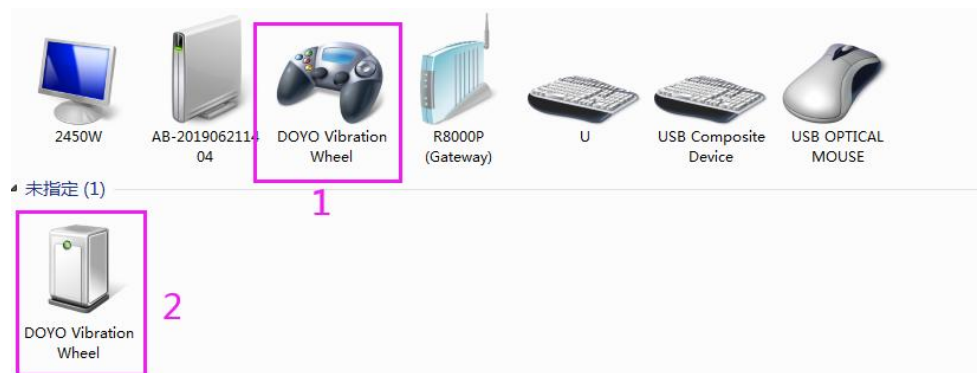 2450W
AB-2019062114
04
DOYO Vibration
Wheel
R8000P
(Gateway)
U
USB Composite
Device
USB OPTICAL
MOUSE
1
未指定 (1)
DOYO Vibration
Wheel
2